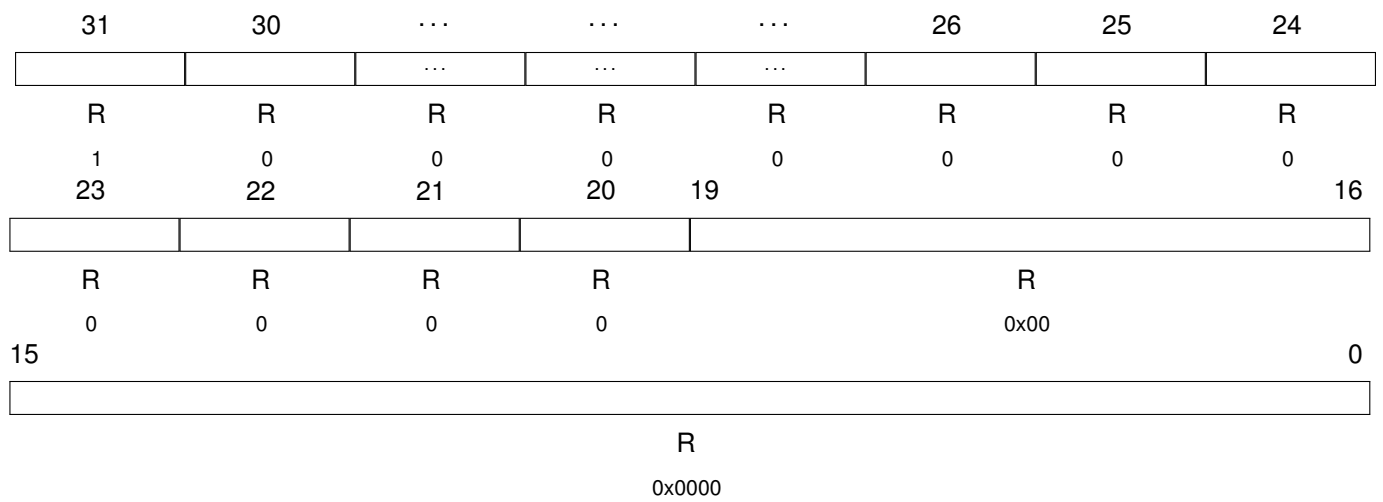 31 30 ... ... ... 26 25 24
... ... ...
R R R R R R R R
1 0 0 0 0 0 0 0
23 22 21 20 19 16
R R R R R
0 0 0 0 0x00
15 0
R
0x0000